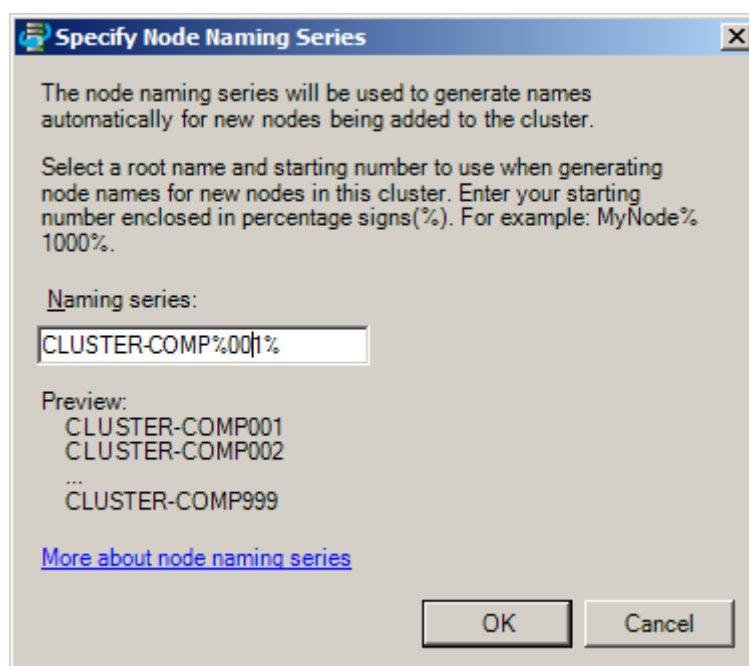 Specify Node Naming Series
The node naming series will be used to generate names
automatically for new nodes being added to the cluster.
Select a root name and starting number to use when generating
node names for new nodes in this cluster. Enter your starting
number enclosed in percentage signs(%). For example: MyNode%
1000%.
Naming series:
CLUSTER-COMP%001%
Preview:
CLUSTER-COMP001
CLUSTER-COMP002
...
CLUSTER-COMP999
More about node naming series
OK Cancel